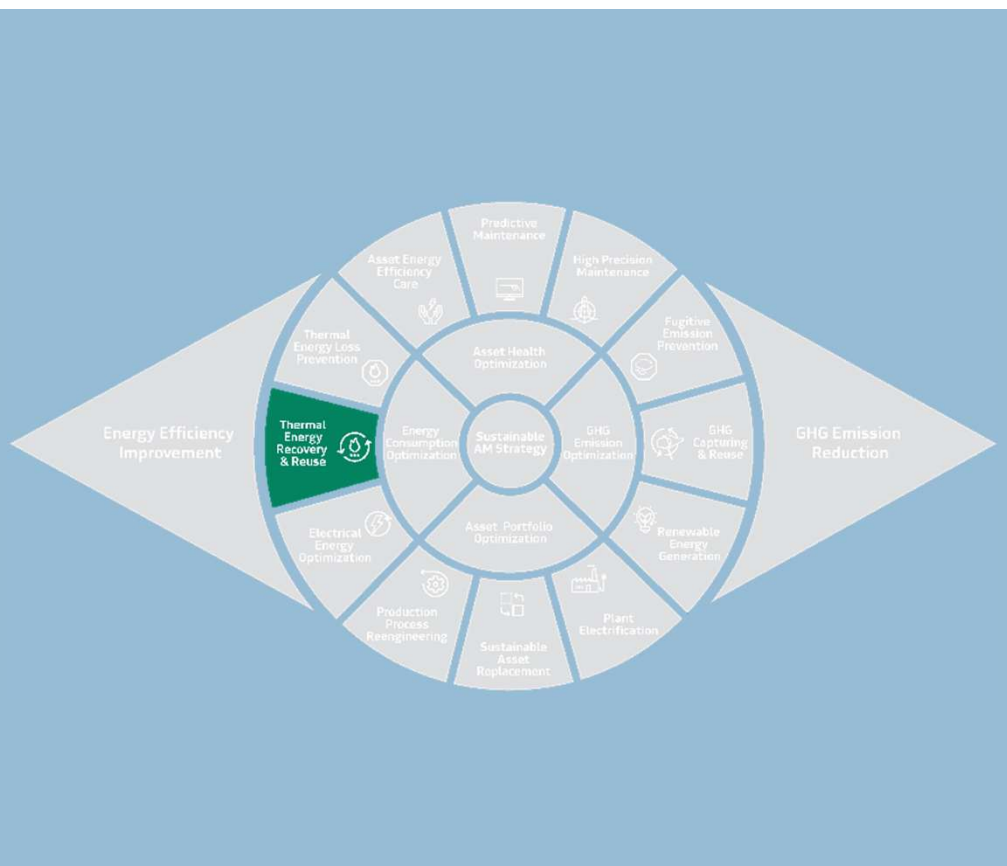 Predictive
Maintenance
Asset Energy
Efficiency
Care
High Precision
Maintenance
Thermal
Energy Loss
Prevention
Fugitive
Emission
Prevention
Asset Health
Optimization
Energy Efficiency
Improvement
Thermal
Energy
Recovery
& Reuse
Energy
Consumption
Optimization
Sustainable
AM Strategy
GHG
Emission
Optimization
GHG
Capturing
& Reuse
GHG Emission
Reduction
Electrical
Energy
Optimization
Asset Portfolio
Optimization
Renewable
Energy
Generation
Production
Process
Reengineering
Sustainable
Asset
Replacement
Plant
Electrification